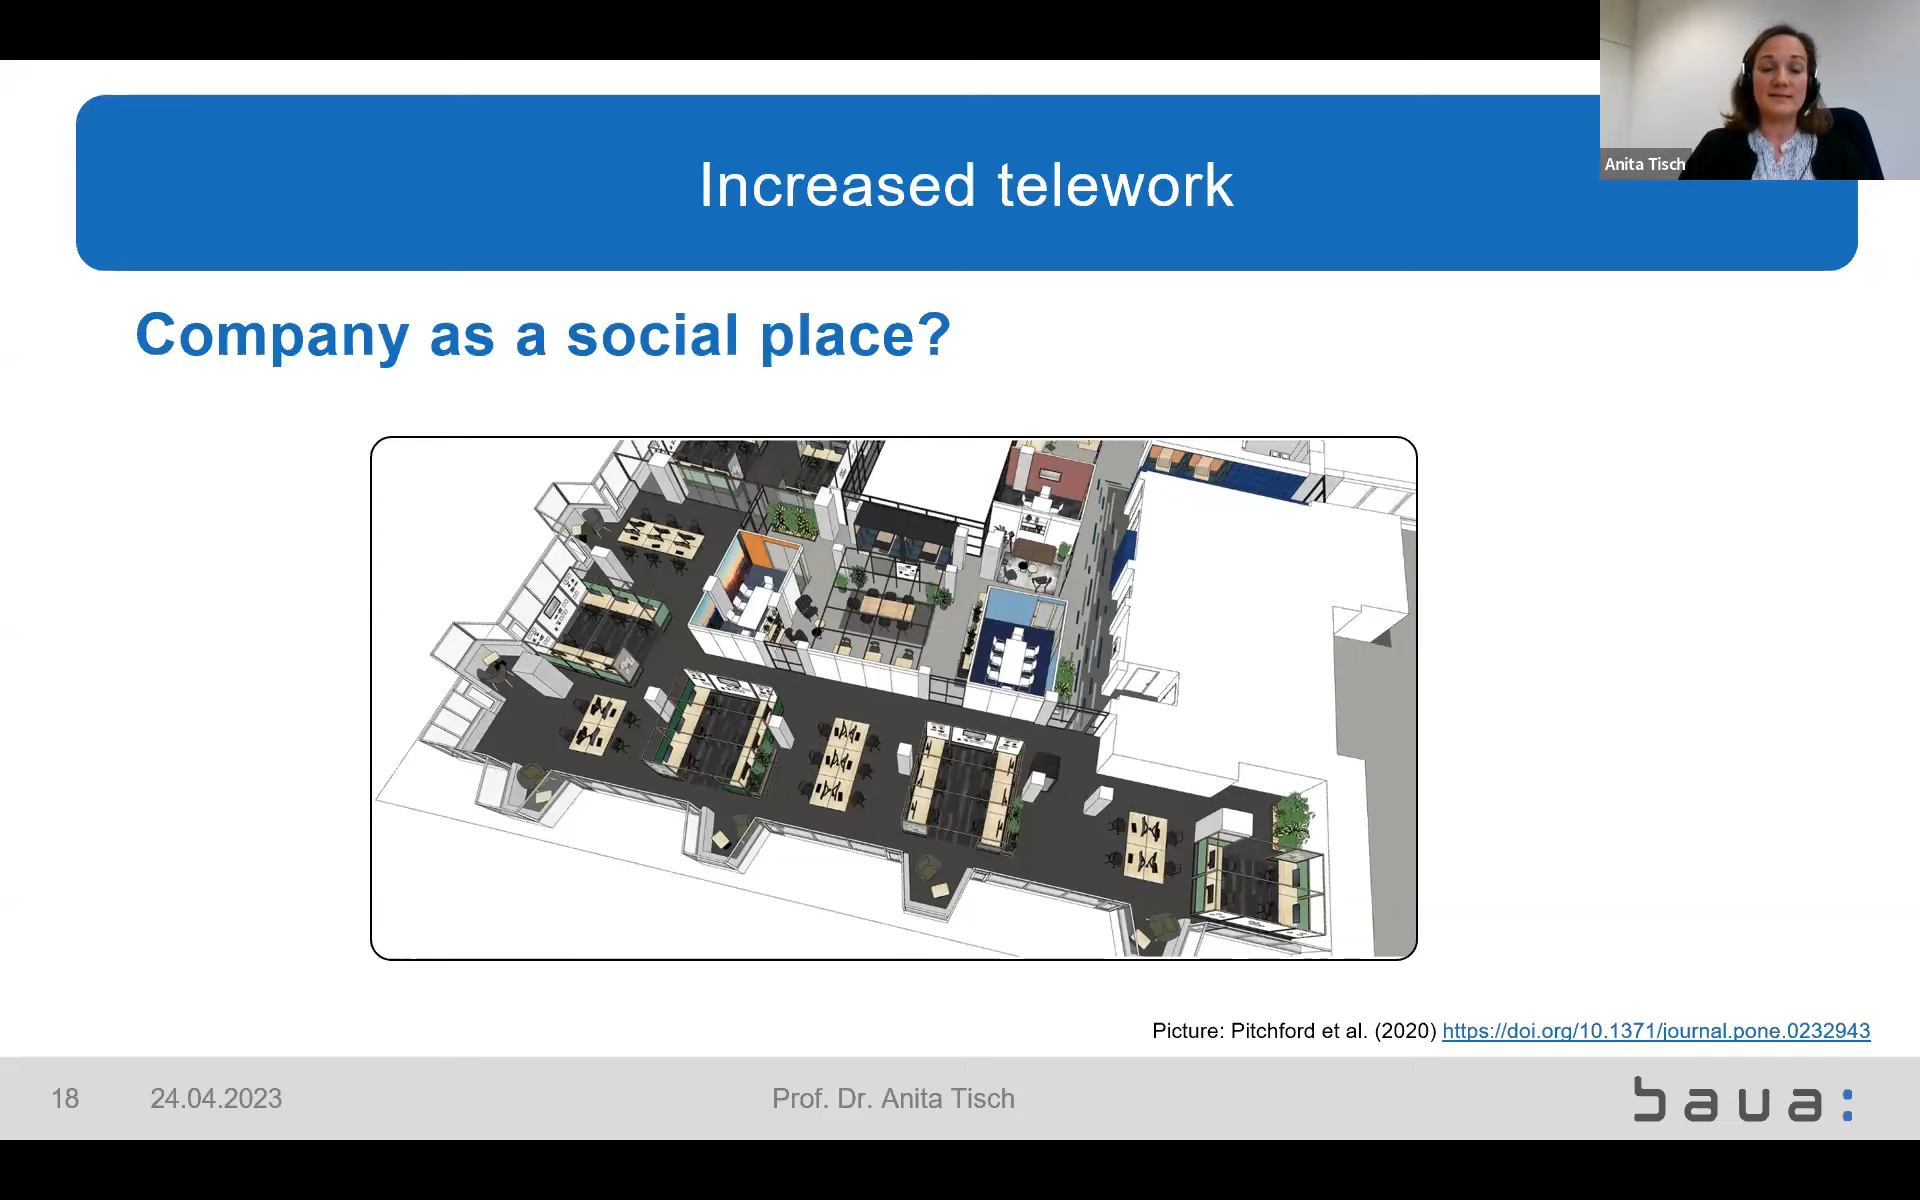 Anita Tisch
Increased telework
Company as a social place?
Picture: Pitchford et al. (2020) https://doi.org/10.1371/journal.pone.0232943
18 24.04.2023 Prof. Dr. Anita Tisch baua: